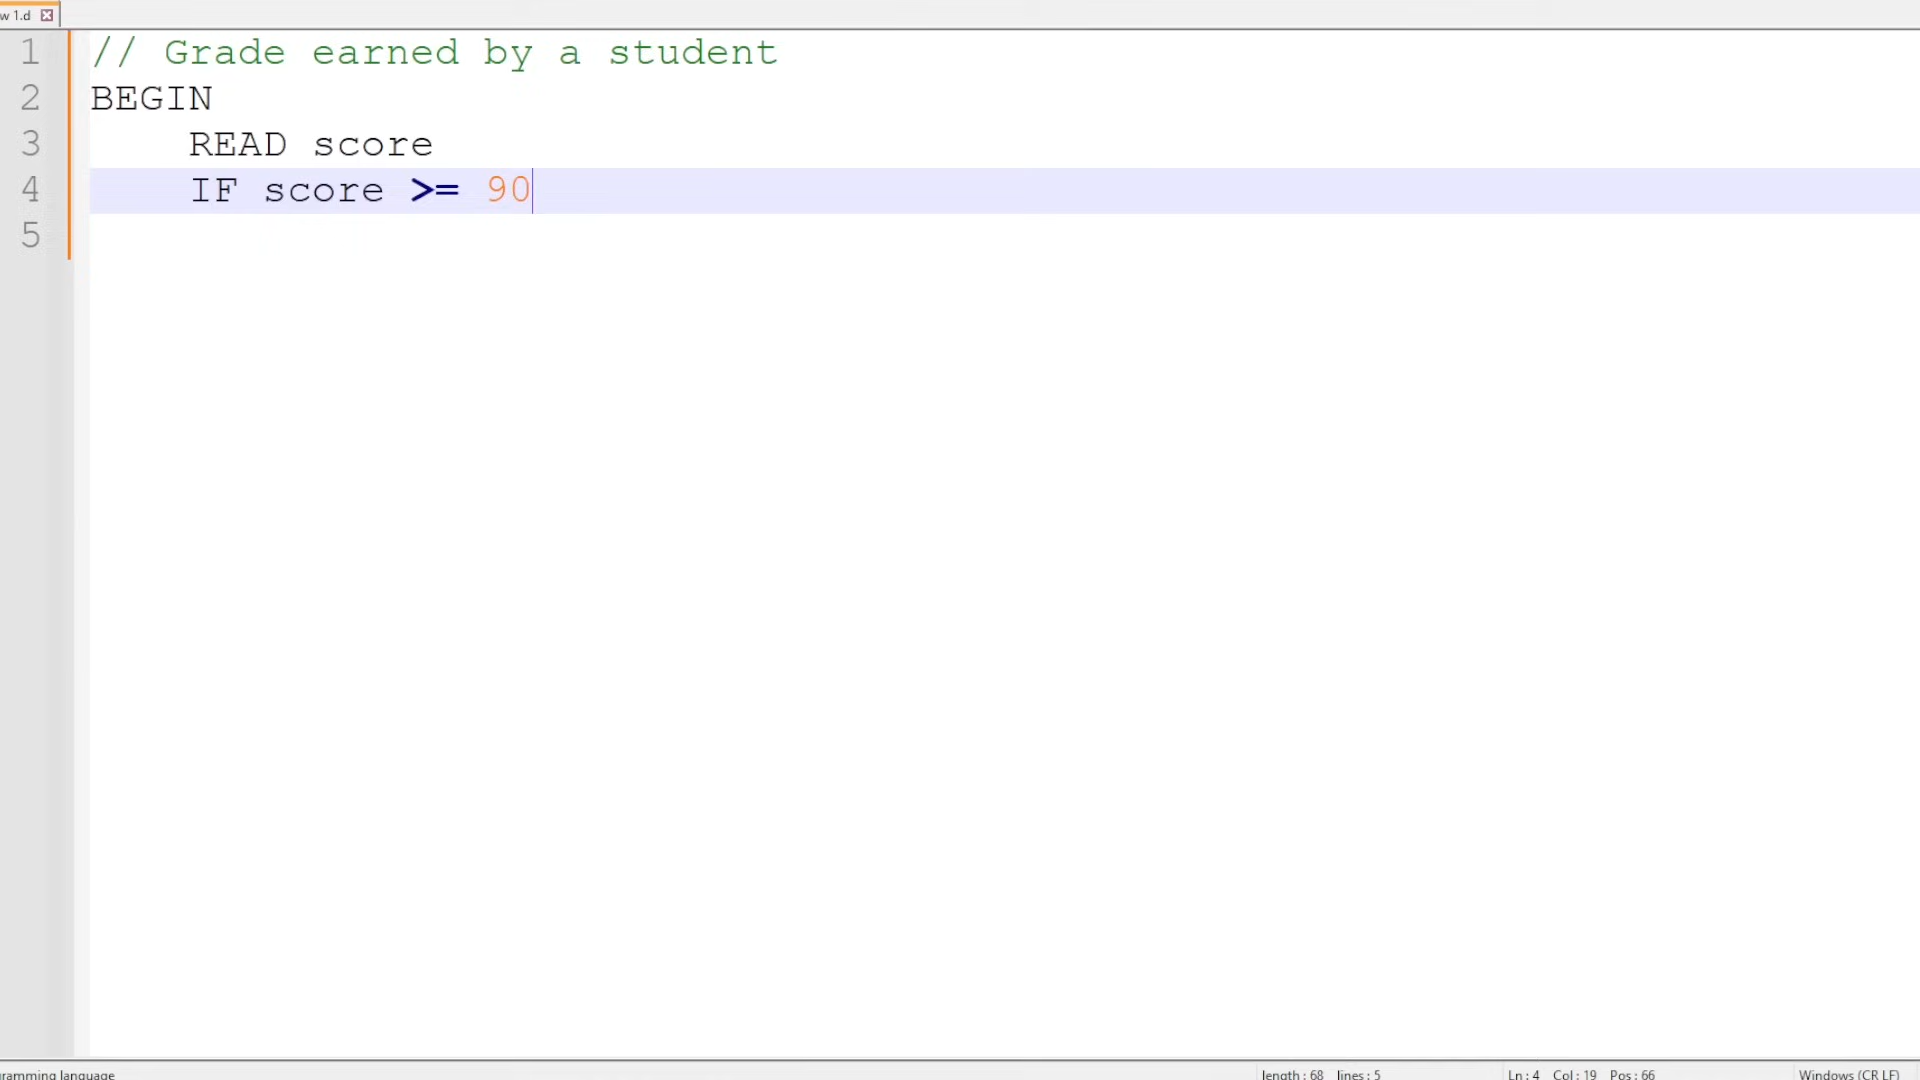 w 1.d
1 // Grade earned by a student
2 BEGIN
3     READ score
4     IF score >= 90
5
ramming language length : 68 lines : 5 Ln : 4 Col : 19 Pos : 66 Windows (CR LF)